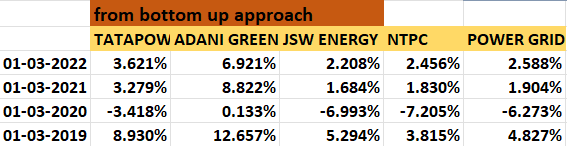 from bottom up approach
TATAPOW ADANI GREEN JSW ENERGY NTPC POWER GRID
01-03-2022 3.621% 6.921% 2.208% 2.456% 2.588%
01-03-2021 3.279% 8.822% 1.684% 1.830% 1.904%
01-03-2020 -3.418% 0.133% -6.993% -7.205% -6.273%
01-03-2019 8.930% 12.657% 5.294% 3.815% 4.827%